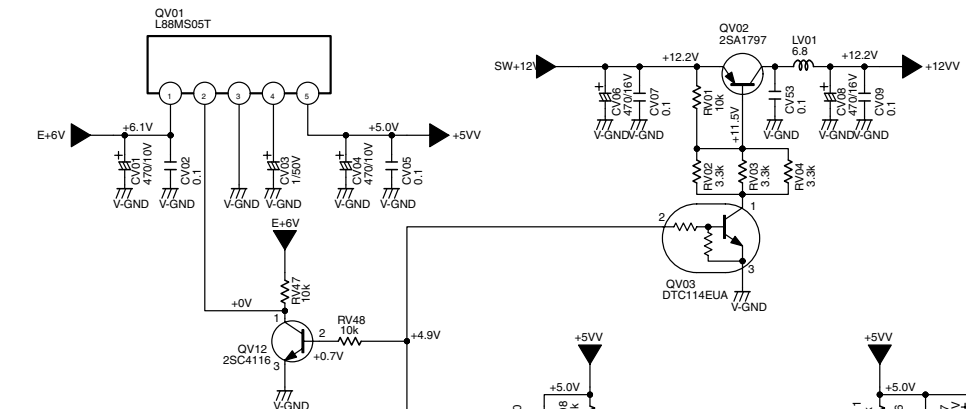 QV01
L88MS05T
1
2
3
4
5
E+6V
+6.1V
CV01
470/10V
CV02
0.1
V-GND
V-GND
CV03
1/50V
V-GND
+5.0V
+5VV
CV04
470/10V
CV05
0.1
V-GND
E+6V
RV47
10k
+0V
1
2
3
QV12
2SC4116
+0.7V
RV48
10k
+4.9V
V-GND
QV02
2SA1797
SW+12V
+12.2V
CV06
470/16V
CV07
0.1
V-GND
V-GND
RV01
10k
+11.5V
CV53
0.1
V-GND
LV01
6.8
+12.2V
+12VV
CV08
470/16V
CV09
0.1
V-GND
V-GND
RV02
3.3k
RV03
3.3k
RV04
3.3k
1
2
3
QV03
DTC114EUA
V-GND
+5VV
+5.0V
+5VV
+5.0V